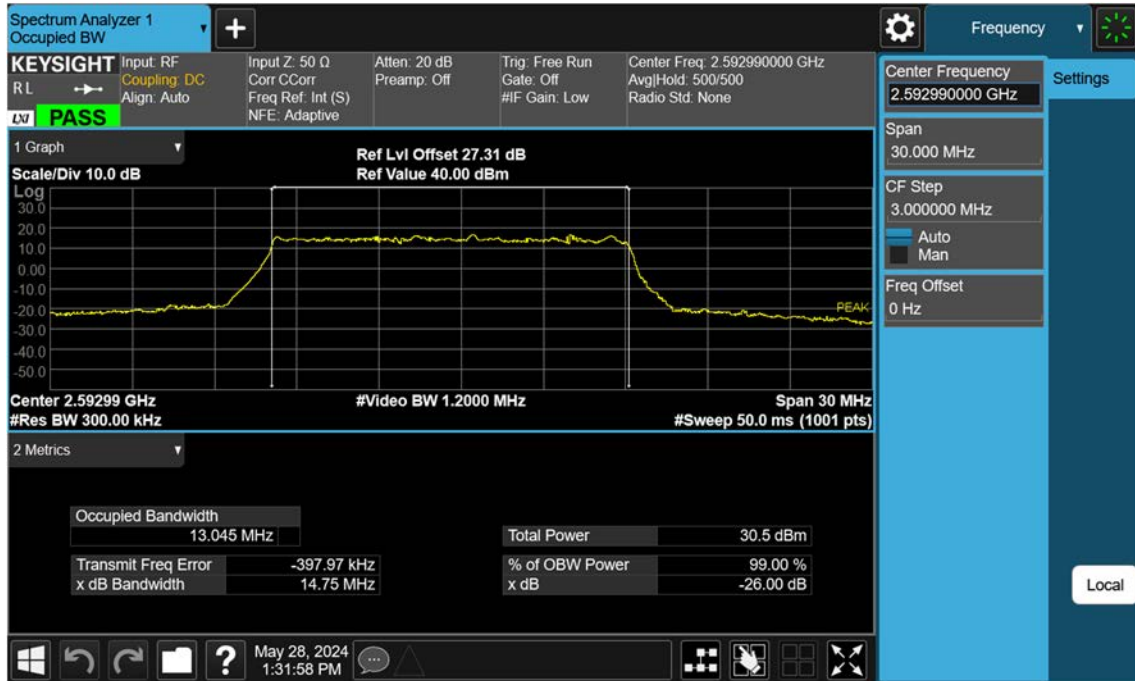 Spectrum Analyzer 1
Occupied BW
+
Frequency
KEYSIGHT
R L
LXI PASS
Input: RF
Coupling: DC
Align: Auto
Input Z: 50 Ω
Corr CCorr
Freq Ref: Int (S)
NFE: Adaptive
Atten: 20 dB
Preamp: Off
Trig: Free Run
Gate: Off
#IF Gain: Low
Center Freq: 2.592990000 GHz
Avg|Hold: 500/500
Radio Std: None
1 Graph
Scale/Div 10.0 dB
Ref Lvl Offset 27.31 dB
Ref Value 40.00 dBm
Log
30.0
20.0
10.0
0.00
-10.0
-20.0
-30.0
-40.0
-50.0
PEAK
Center 2.59299 GHz
#Res BW 300.00 kHz
#Video BW 1.2000 MHz
Span 30 MHz
#Sweep 50.0 ms (1001 pts)
2 Metrics
Occupied Bandwidth
13.045 MHz
Total Power 30.5 dBm
Transmit Freq Error -397.97 kHz
% of OBW Power 99.00 %
x dB Bandwidth 14.75 MHz
x dB -26.00 dB
Center Frequency
2.592990000 GHz
Span
30.000 MHz
CF Step
3.000000 MHz
Auto
Man
Freq Offset
0 Hz
Settings
Local
?
May 28, 2024
1:31:58 PM